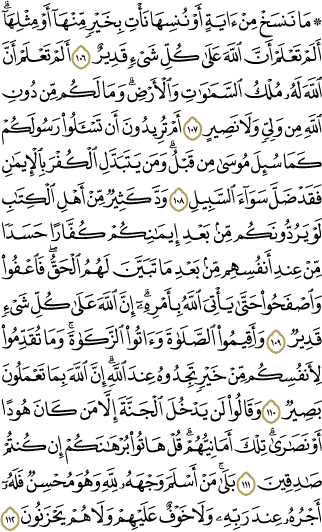 ۞ مَا نَنسَخْ مِنْ ءَايَةٍ أَوْ نُنسِهَا نَأْتِ بِخَيْرٍ مِّنْهَآ أَوْ مِثْلِهَآۗ
أَلَمْ تَعْلَمْ أَنَّ ٱللَّهَ عَلَىٰ كُلِّ شَىْءٍ قَدِيرٌ ١٠٦ أَلَمْ تَعْلَمْ أَنَّ
ٱللَّهَ لَهُۥ مُلْكُ ٱلسَّمَٰوَٰتِ وَٱلْأَرْضِۗ وَمَا لَكُم مِّن دُونِ
ٱللَّهِ مِن وَلِىٍّ وَلَا نَصِيرٍ ١٠٧ أَمْ تُرِيدُونَ أَن تَسْـَٔلُوا۟ رَسُولَكُمْ
كَمَا سُئِلَ مُوسَىٰ مِن قَبْلُۗ وَمَن يَتَبَدَّلِ ٱلْكُفْرَ بِٱلْإِيمَٰنِ
فَقَدْ ضَلَّ سَوَآءَ ٱلسَّبِيلِ ١٠٨ وَدَّ كَثِيرٌ مِّنْ أَهْلِ ٱلْكِتَٰبِ
لَوْ يَرُدُّونَكُم مِّنۢ بَعْدِ إِيمَٰنِكُمْ كُفَّارًا حَسَدًا
مِّنْ عِندِ أَنفُسِهِم مِّنۢ بَعْدِ مَا تَبَيَّنَ لَهُمُ ٱلْحَقُّۖ فَٱعْفُوا۟
وَٱصْفَحُوا۟ حَتَّىٰ يَأْتِىَ ٱللَّهُ بِأَمْرِهِۦٓۗ إِنَّ ٱللَّهَ عَلَىٰ كُلِّ شَىْءٍ
قَدِيرٌ ١٠٩ وَأَقِيمُوا۟ ٱلصَّلَوٰةَ وَءَاتُوا۟ ٱلزَّكَوٰةَۚ وَمَا تُقَدِّمُوا۟
لِأَنفُسِكُم مِّنْ خَيْرٍ تَجِدُوهُ عِندَ ٱللَّهِۗ إِنَّ ٱللَّهَ بِمَا تَعْمَلُونَ
بَصِيرٌ ١١٠ وَقَالُوا۟ لَن يَدْخُلَ ٱلْجَنَّةَ إِلَّا مَن كَانَ هُودًا
أَوْ نَصَٰرَىٰۗ تِلْكَ أَمَانِيُّهُمْۗ قُلْ هَاتُوا۟ بُرْهَٰنَكُمْ إِن كُنتُمْ
صَٰدِقِينَ ١١١ بَلَىٰ مَنْ أَسْلَمَ وَجْهَهُۥ لِلَّهِ وَهُوَ مُحْسِنٌ فَلَهُۥٓ
أَجْرُهُۥ عِندَ رَبِّهِۦ وَلَا خَوْفٌ عَلَيْهِمْ وَلَا هُمْ يَحْزَنُونَ ١١٢